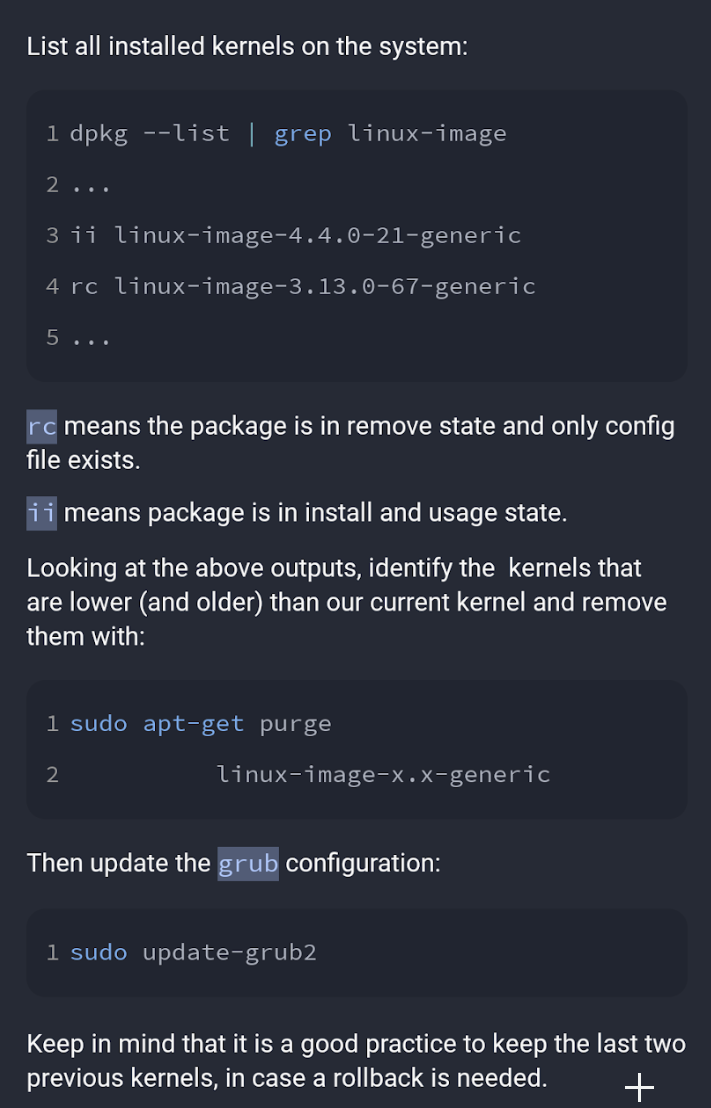 List all installed kernels on the system:
1 dpkg --list | grep linux-image
2 ...
3 ii linux-image-4.4.0-21-generic
4 rc linux-image-3.13.0-67-generic
5 ...
rc means the package is in remove state and only config
file exists.
ii means package is in install and usage state.
Looking at the above outputs, identify the  kernels that
are lower (and older) than our current kernel and remove
them with:
1 sudo apt-get purge
2           linux-image-x.x-generic
Then update the grub configuration:
1 sudo update-grub2
Keep in mind that it is a good practice to keep the last two
previous kernels, in case a rollback is needed.